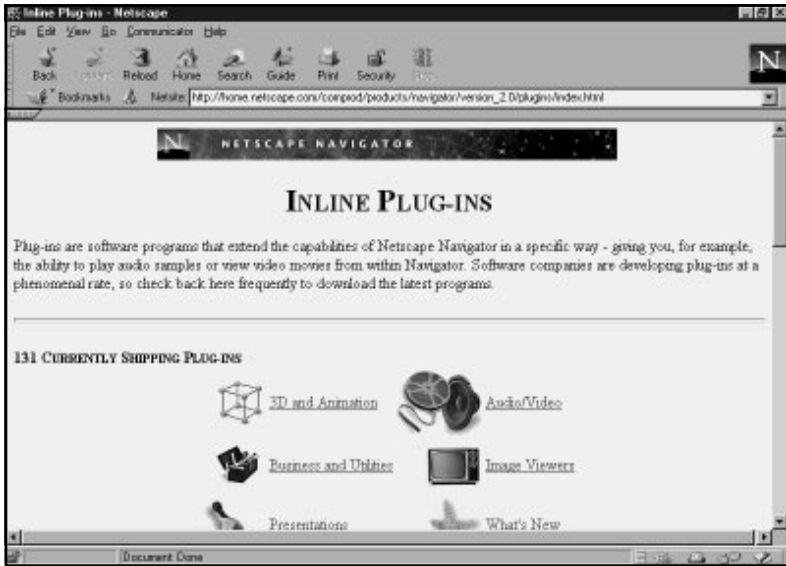 Inline Plug-ins - Netscape
File Edit View Go Communicator Help
Back Reload Home Search Guide Print Security
Bookmarks Netsite: http://home.netscape.com/comprod/products/navigator/version_2.0/plugins/index.html
N
N NETSCAPE NAVIGATOR
INLINE PLUG-INS
Plug-ins are software programs that extend the capabilities of Netscape Navigator in a specific way - giving you, for example,
the ability to play audio samples or view video movies from within Navigator. Software companies are developing plug-ins at a
phenomenal rate, so check back here frequently to download the latest programs.
131 CURRENTLY SHIPPING PLUG-INS
3D and Animation Audio/Video
Business and Utilities Image Viewers
Presentations What's New
Document Done